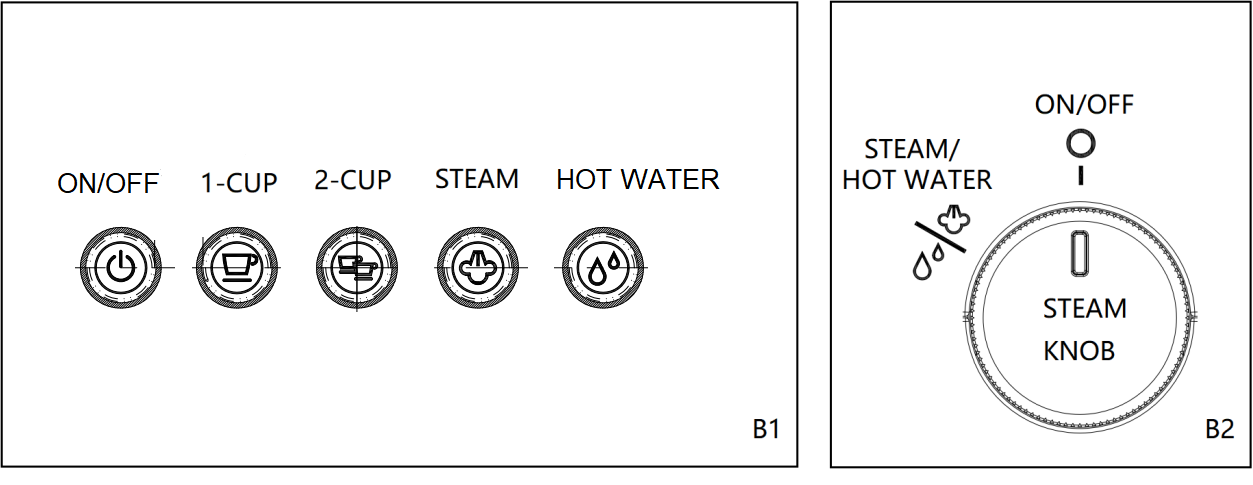 ON/OFF
1-CUP
2-CUP
STEAM
HOT WATER
B1
ON/OFF
STEAM/
HOT WATER
STEAM
KNOB
B2